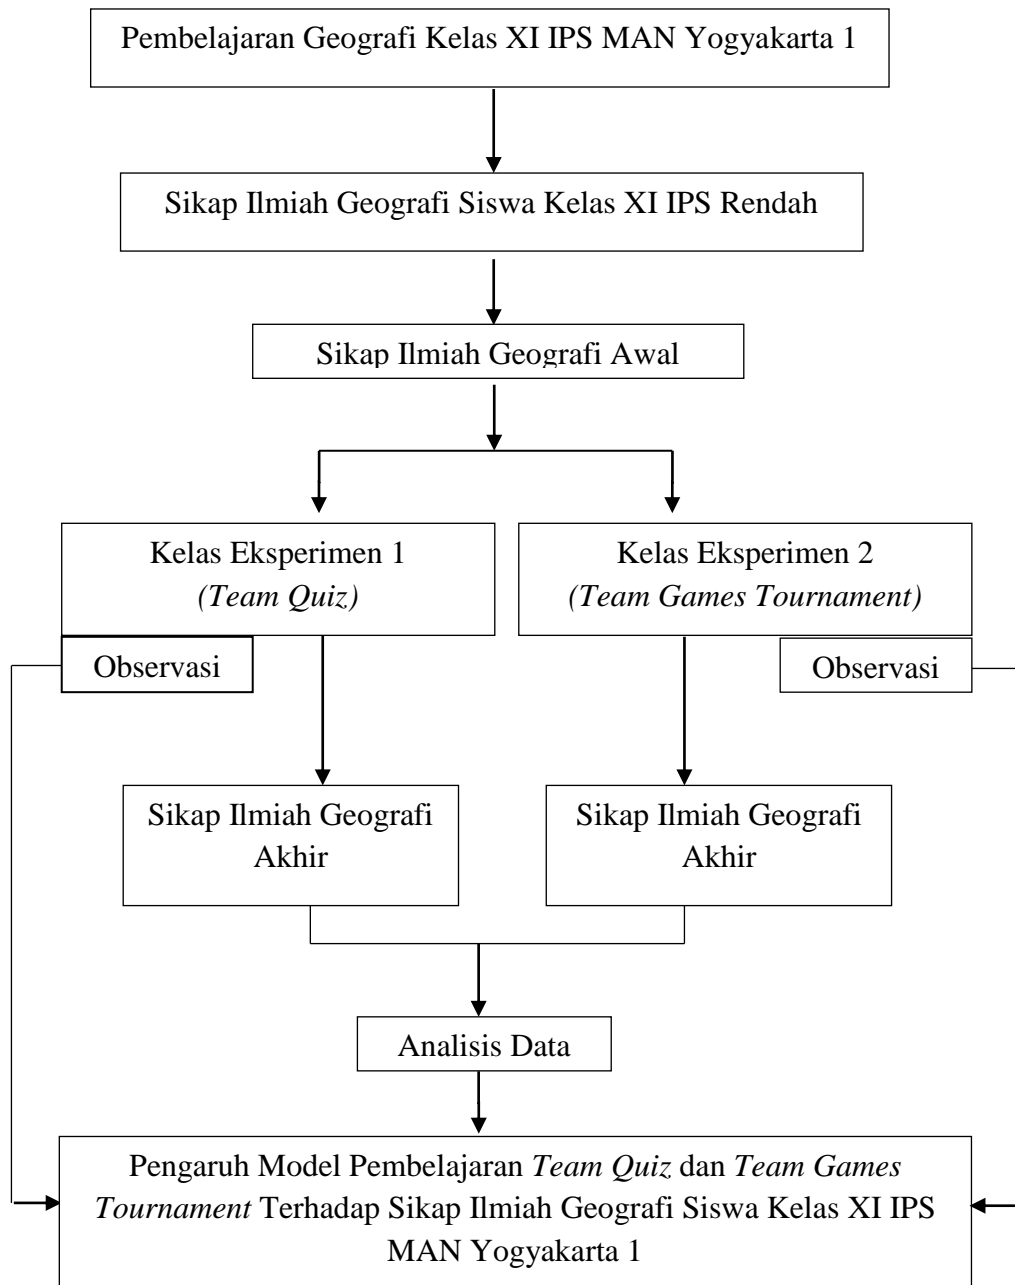 Pembelajaran Geografi Kelas XI IPS MAN Yogyakarta 1
Sikap Ilmiah Geografi Siswa Kelas XI IPS Rendah
Sikap Ilmiah Geografi Awal
Kelas Eksperimen 1
(Team Quiz)
Kelas Eksperimen 2
(Team Games Tournament)
Observasi
Observasi
Sikap Ilmiah Geografi
Akhir
Sikap Ilmiah Geografi
Akhir
Analisis Data
Pengaruh Model Pembelajaran Team Quiz dan Team Games
Tournament Terhadap Sikap Ilmiah Geografi Siswa Kelas XI IPS
MAN Yogyakarta 1